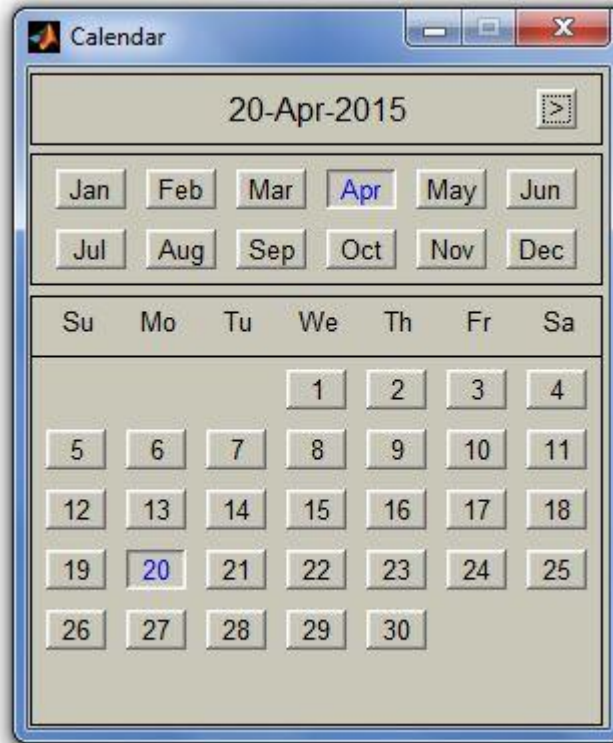 Calendar
20-Apr-2015 >
Jan Feb Mar Apr May Jun
Jul Aug Sep Oct Nov Dec
Su Mo Tu We Th Fr Sa
1 2 3 4
5 6 7 8 9 10 11
12 13 14 15 16 17 18
19 20 21 22 23 24 25
26 27 28 29 30